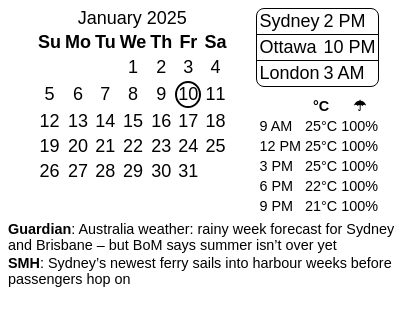 January 2025
Su Mo Tu We Th Fr Sa
1 2 3 4
5 6 7 8 9 10 11
12 13 14 15 16 17 18
19 20 21 22 23 24 25
26 27 28 29 30 31
Sydney 2 PM
Ottawa 10 PM
London 3 AM
°C ☂
9 AM 25°C 100%
12 PM 25°C 100%
3 PM 25°C 100%
6 PM 22°C 100%
9 PM 21°C 100%
Guardian: Australia weather: rainy week forecast for Sydney
and Brisbane – but BoM says summer isn’t over yet
SMH: Sydney’s newest ferry sails into harbour weeks before
passengers hop on